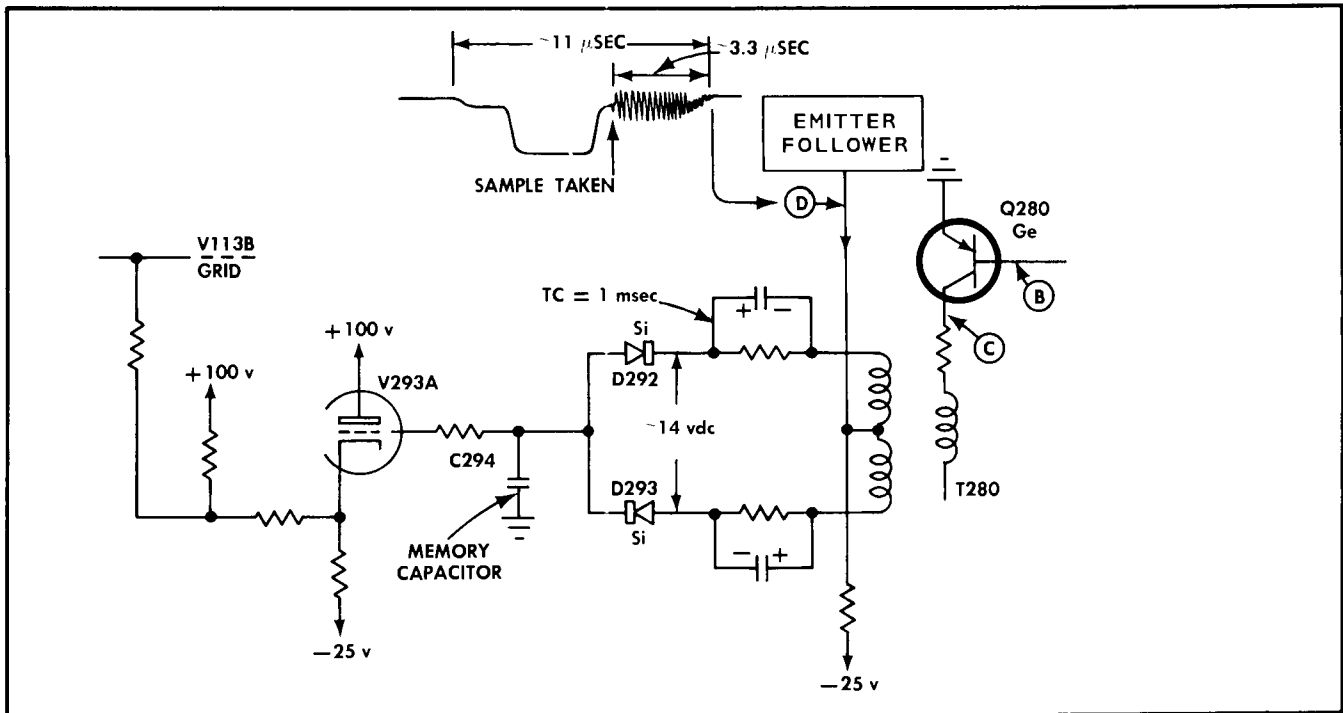 ~11 μSEC
~3.3 μSEC
SAMPLE TAKEN
EMITTER
FOLLOWER
D
Q280
Ge
B
C
T280
V113B
GRID
+100 v
+100 v
V293A
C294
MEMORY
CAPACITOR
TC = 1 msec
Si
D292
+ −
~14 vdc
D293
Si
− +
−25 v
−25 v